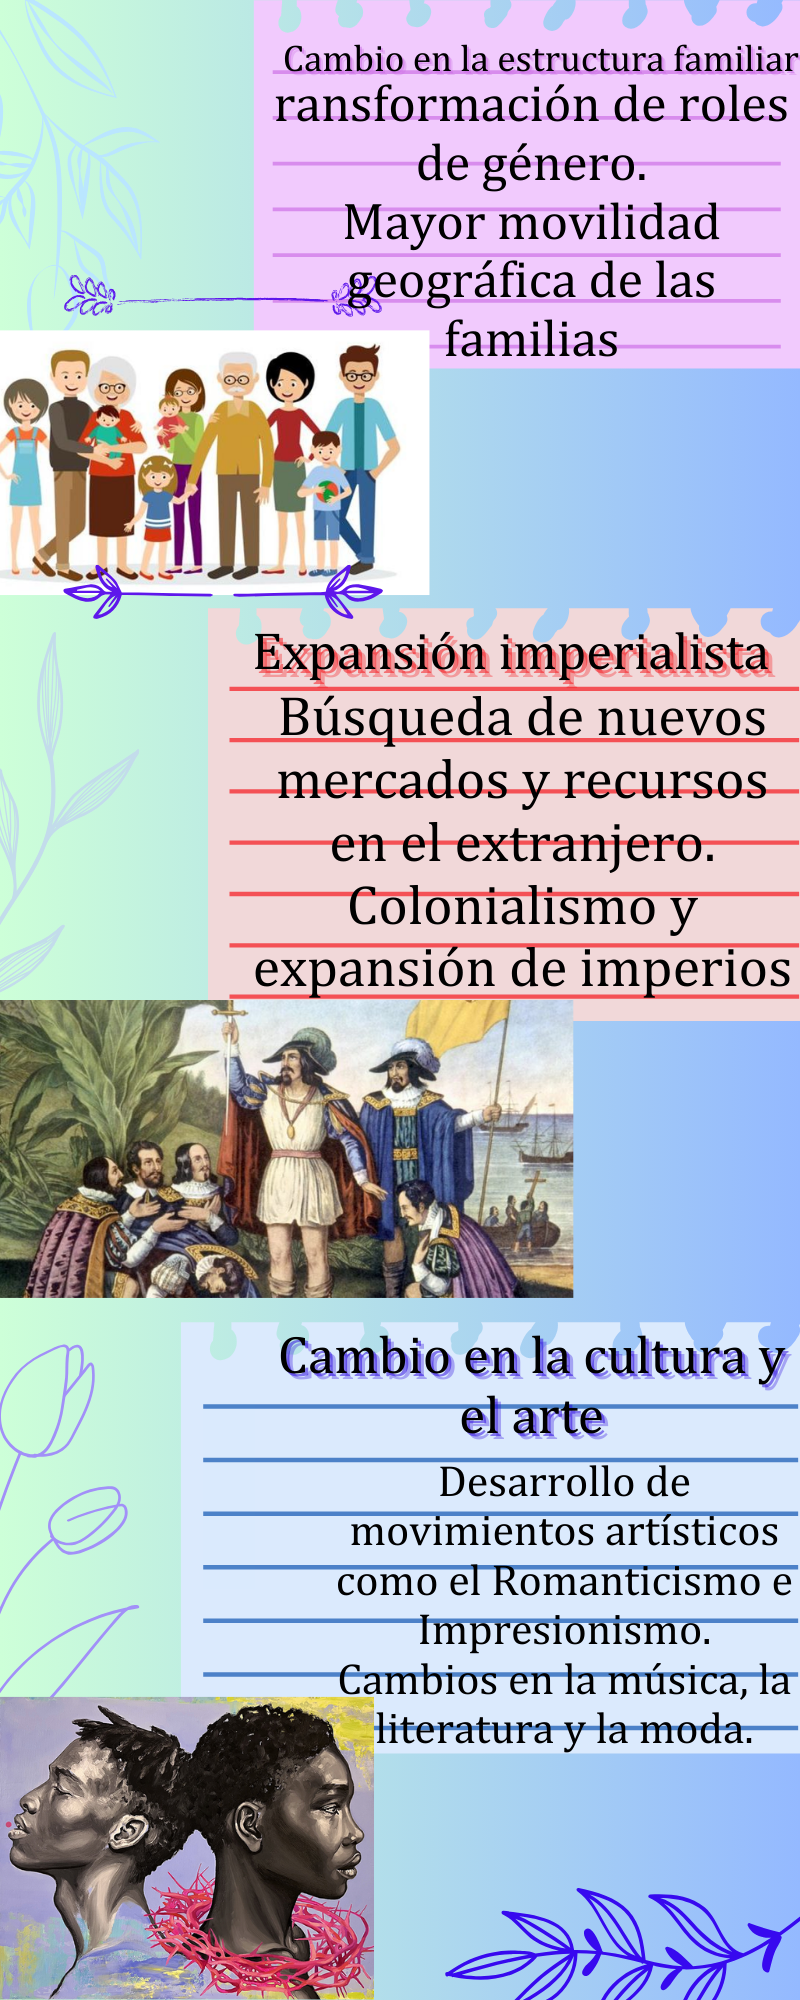 Cambio en la estructura familiar
ransformación de roles
de género.
Mayor movilidad
geográfica de las
familias
Expansión imperialista
Búsqueda de nuevos
mercados y recursos
en el extranjero.
Colonialismo y
expansión de imperios
Cambio en la cultura y
el arte
Desarrollo de
movimientos artísticos
como el Romanticismo e
Impresionismo.
Cambios en la música, la
literatura y la moda.